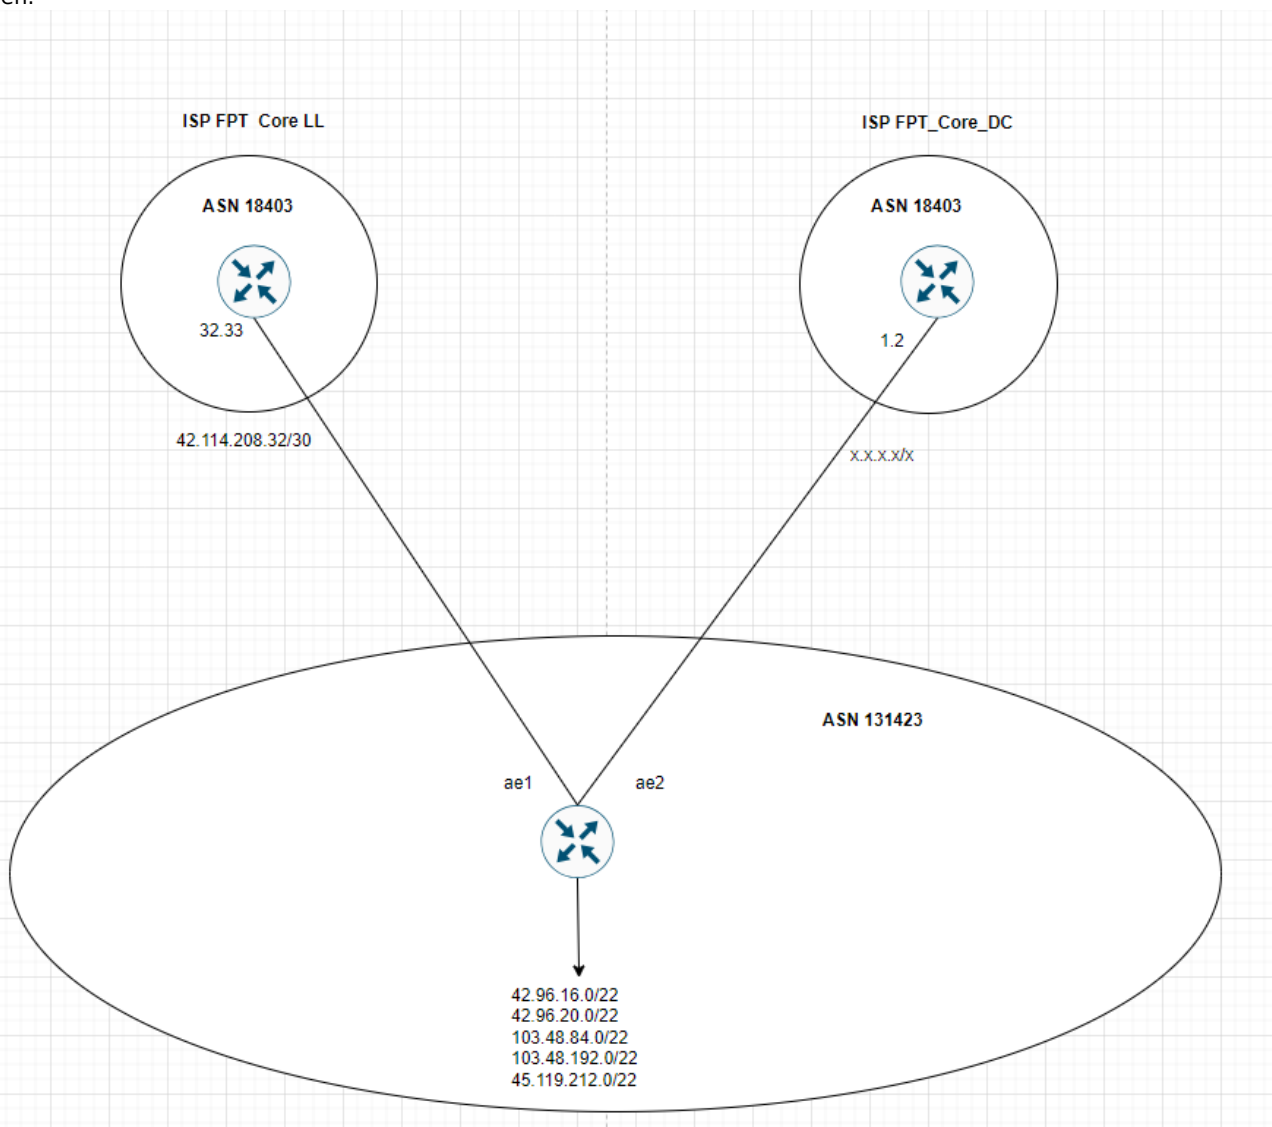 en.
ISP FPT Core LL
ISP FPT_Core_DC
ASN 18403
ASN 18403
32.33
1.2
42.114.208.32/30
x.x.x.x/x
ASN 131423
ae1
ae2
42.96.16.0/22
42.96.20.0/22
103.48.84.0/22
103.48.192.0/22
45.119.212.0/22